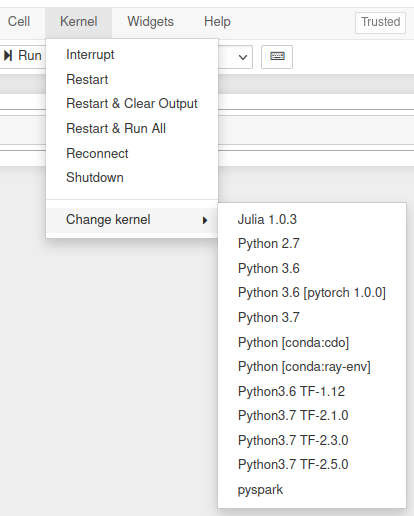 Cell Kernel Widgets Help Trusted
Run
Interrupt
Restart
Restart & Clear Output
Restart & Run All
Reconnect
Shutdown
Change kernel
Julia 1.0.3
Python 2.7
Python 3.6
Python 3.6 [pytorch 1.0.0]
Python 3.7
Python [conda:cdo]
Python [conda:ray-env]
Python3.6 TF-1.12
Python3.7 TF-2.1.0
Python3.7 TF-2.3.0
Python3.7 TF-2.5.0
pyspark